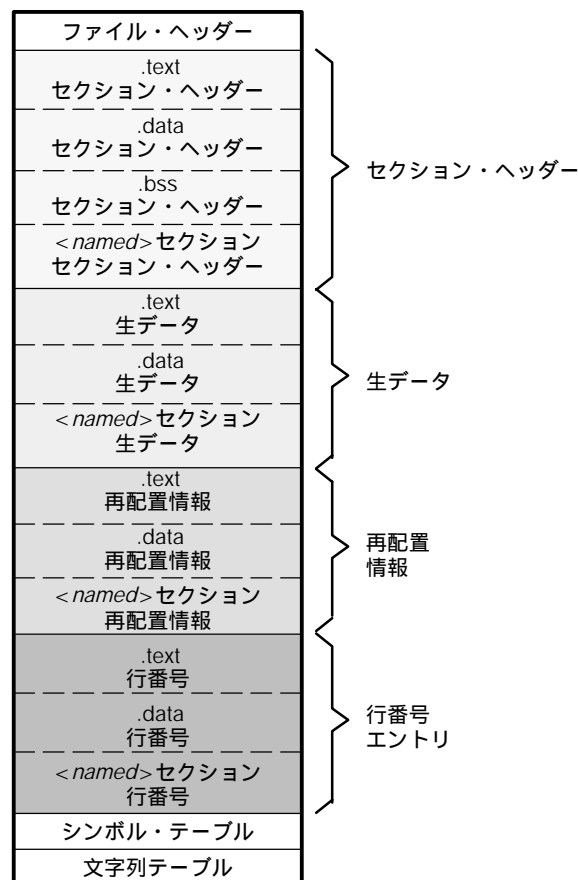 ファイル・ヘッダー
.text
セクション・ヘッダー
.data
セクション・ヘッダー
.bss
セクション・ヘッダー
<named>セクション
セクション・ヘッダー
セクション・ヘッダー
.text
生データ
.data
生データ
<named>セクション
生データ
生データ
.text
再配置情報
.data
再配置情報
<named>セクション
再配置情報
再配置
情報
.text
行番号
.data
行番号
<named>セクション
行番号
行番号
エントリ
シンボル・テーブル
文字列テーブル